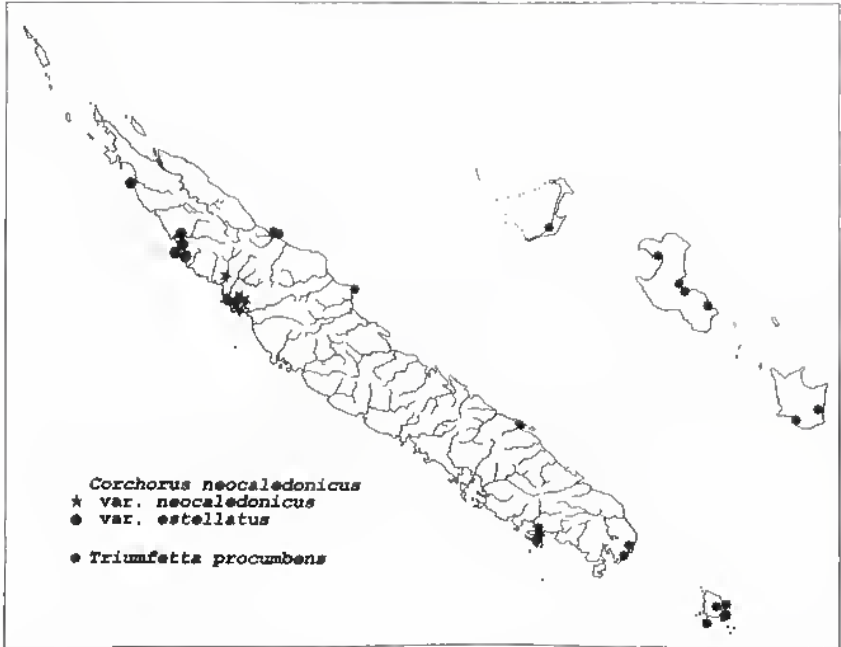 Corchorus neocaledonicus
var. neocaledonicus
var. estellatus
Triumfetta procumbens